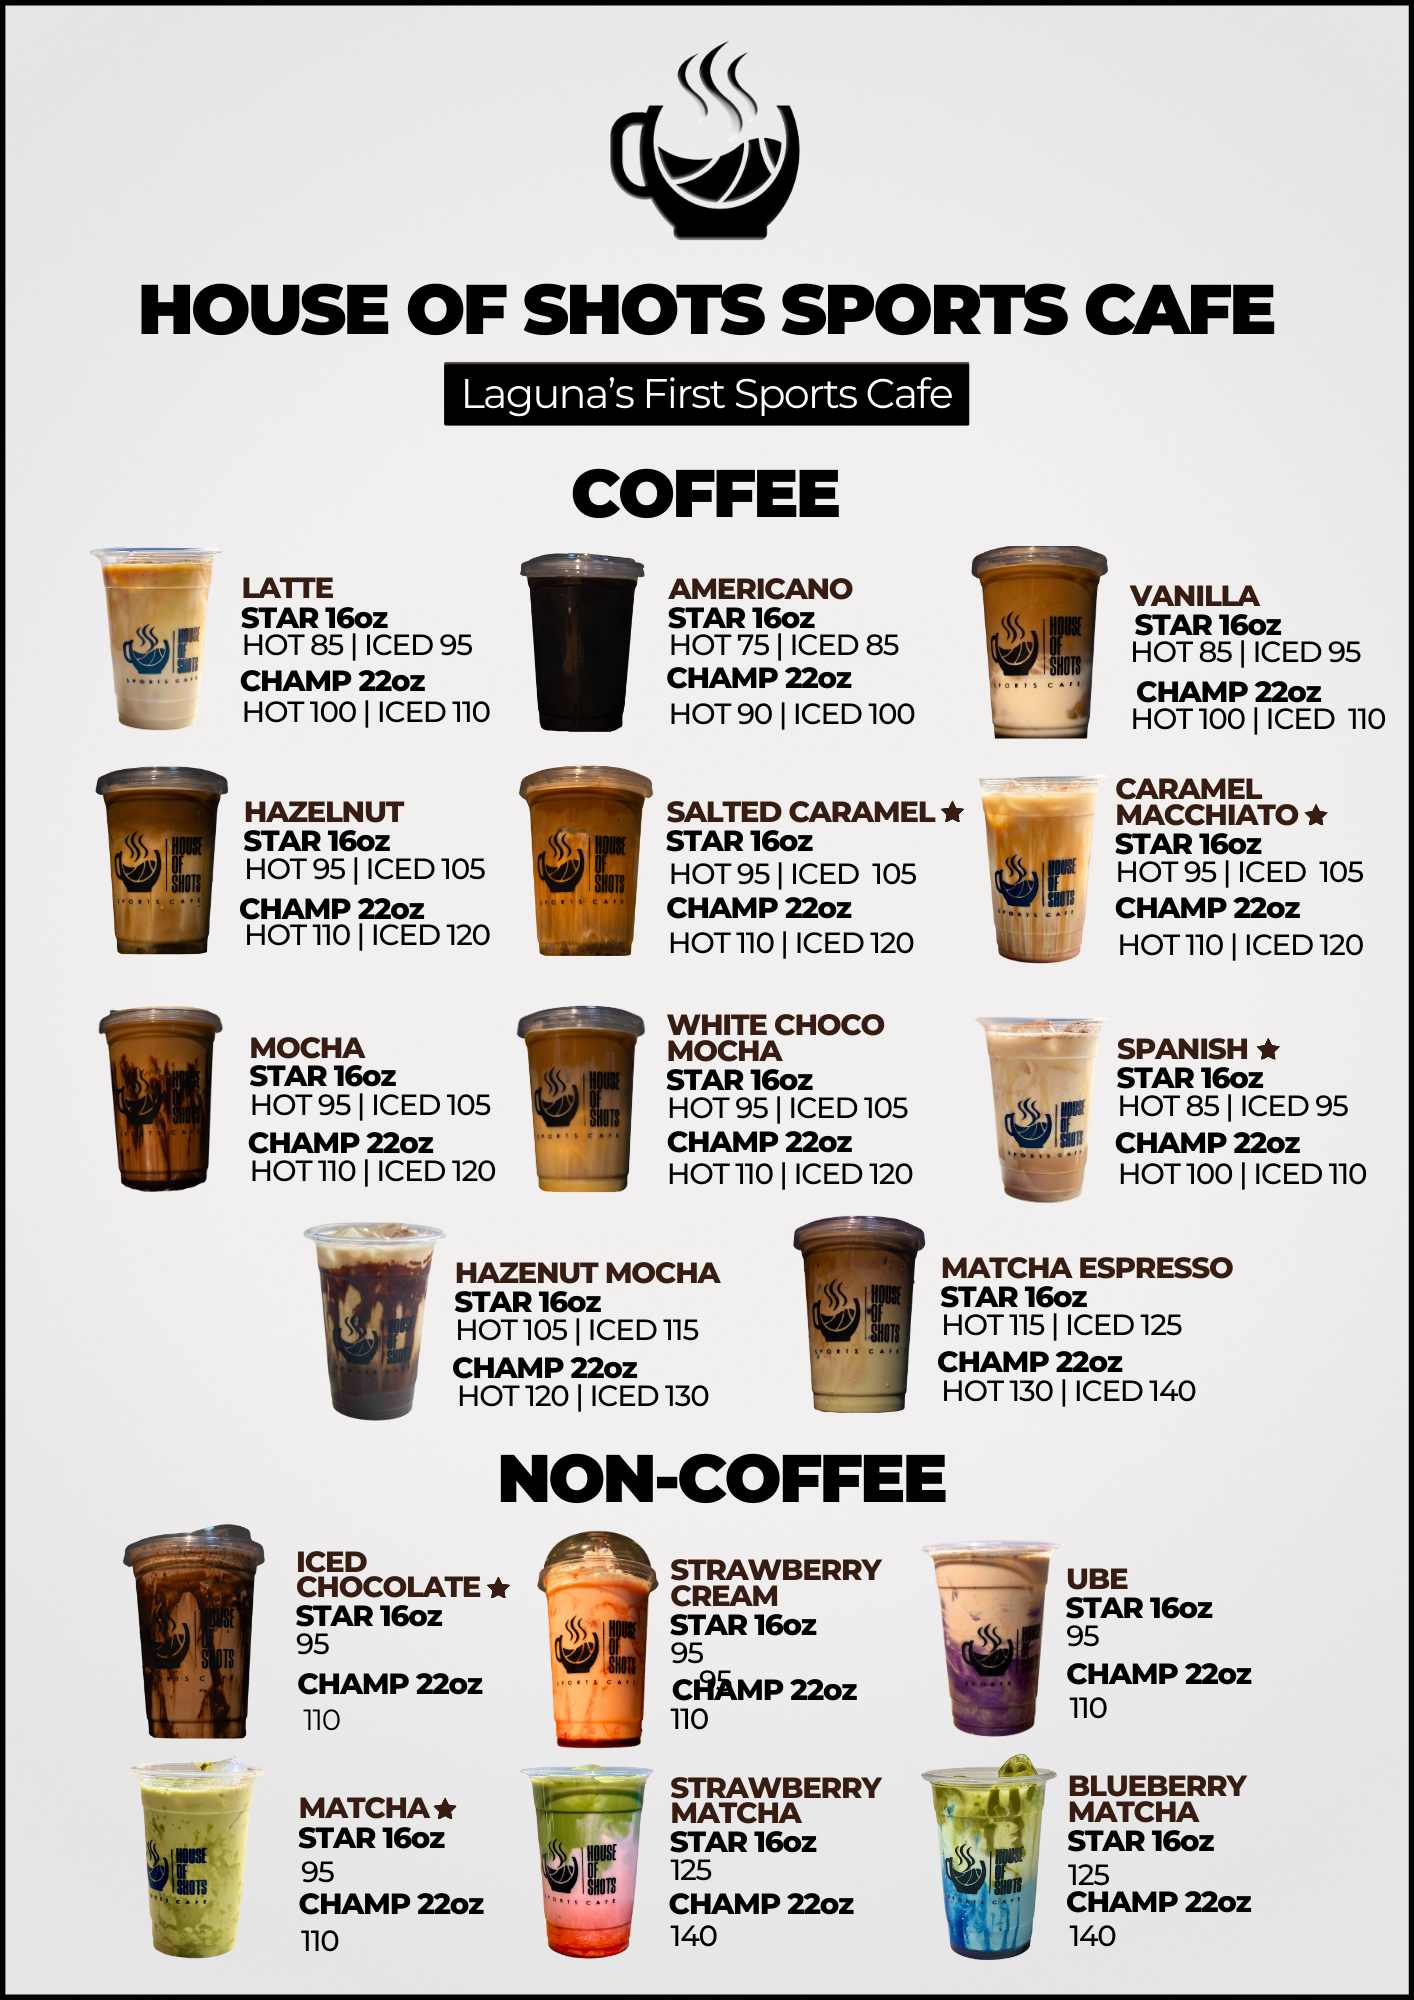 HOUSE OF SHOTS SPORTS CAFE
Laguna's First Sports Cafe
COFFEE
LATTE
STAR 16oz
HOT 85 | ICED 95
CHAMP 22oz
HOT 100 | ICED 110
AMERICANO
STAR 16oz
HOT 75 | ICED 85
CHAMP 22oz
HOT 90 | ICED 100
VANILLA
STAR 16oz
HOT 85 | ICED 95
CHAMP 22oz
HOT 100 | ICED 110
HAZELNUT
STAR 16oz
HOT 95 | ICED 105
CHAMP 22oz
HOT 110 | ICED 120
SALTED CARAMEL ★
STAR 16oz
HOT 95 | ICED 105
CHAMP 22oz
HOT 110 | ICED 120
CARAMEL
MACCHIATO ★
STAR 16oz
HOT 95 | ICED 105
CHAMP 22oz
HOT 110 | ICED 120
MOCHA
STAR 16oz
HOT 95 | ICED 105
CHAMP 22oz
HOT 110 | ICED 120
WHITE CHOCO
MOCHA
STAR 16oz
HOT 95 | ICED 105
CHAMP 22oz
HOT 110 | ICED 120
SPANISH ★
STAR 16oz
HOT 85 | ICED 95
CHAMP 22oz
HOT 100 | ICED 110
HAZENUT MOCHA
STAR 16oz
HOT 105 | ICED 115
CHAMP 22oz
HOT 120 | ICED 130
MATCHA ESPRESSO
STAR 16oz
HOT 115 | ICED 125
CHAMP 22oz
HOT 130 | ICED 140
NON-COFFEE
ICED
CHOCOLATE ★
STAR 16oz
95
CHAMP 22oz
110
STRAWBERRY
CREAM
STAR 16oz
95
95
CHAMP 22oz
110
UBE
STAR 16oz
95
CHAMP 22oz
110
MATCHA ★
STAR 16oz
95
CHAMP 22oz
110
STRAWBERRY
MATCHA
STAR 16oz
125
CHAMP 22oz
140
BLUEBERRY
MATCHA
STAR 16oz
125
CHAMP 22oz
140